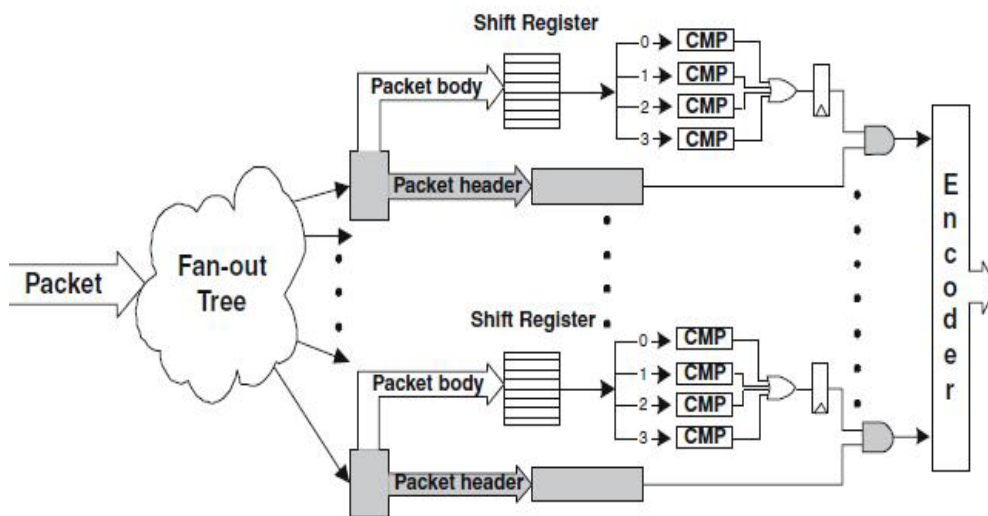 Shift Register
Packet body
0 CMP
1 CMP
2 CMP
3 CMP
Packet header
Packet
Fan-out
Tree
Encoder
Shift Register
Packet body
0 CMP
1 CMP
2 CMP
3 CMP
Packet header